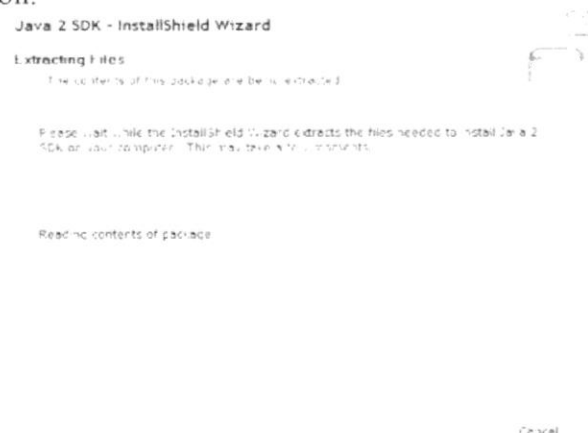 on.
Java 2 SDK - InstallShield Wizard
Extracting Files
The contents of this package are being extracted.
Please wait while the InstallShield Wizard extracts the files needed to install Java 2
SDK on your computer. This may take a few moments.
Reading contents of package
Cancel